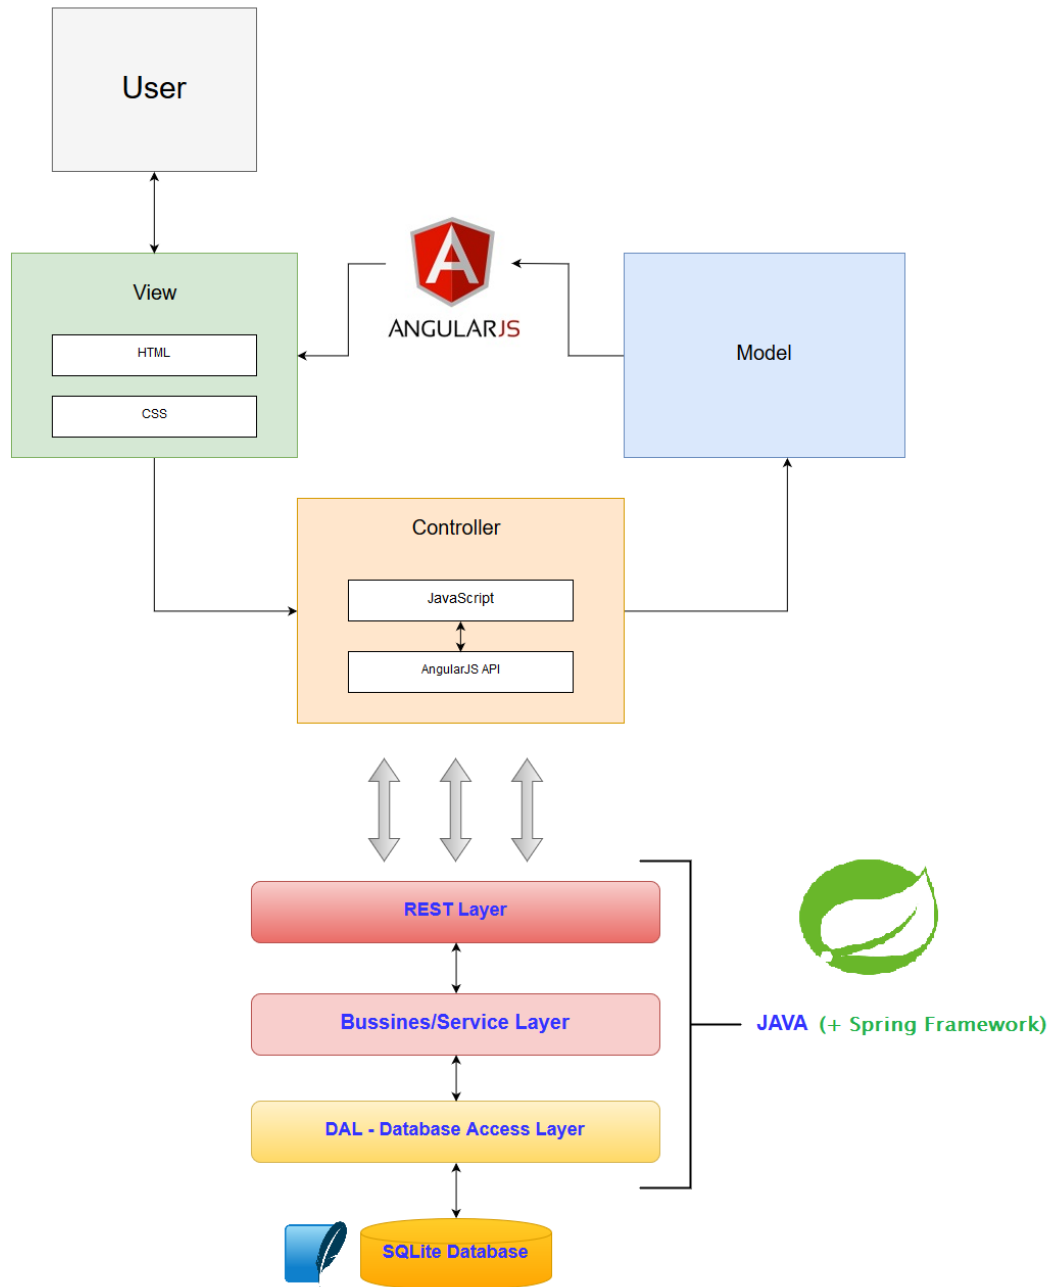 User
View
HTML
CSS
ANGULARJS
Model
Controller
JavaScript
AngularJS API
REST Layer
Bussines/Service Layer
JAVA (+ Spring Framework)
DAL - Database Access Layer
SQLite Database